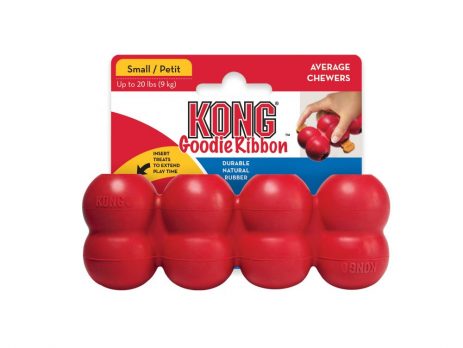 Small / Petit
Up to 20 lbs (9 kg)
AVERAGE
CHEWERS
KONG
Goodie Ribbon™
INSERT
TREATS
TO EXTEND
PLAY TIME
DURABLE
NATURAL
RUBBER
KONG
KONG